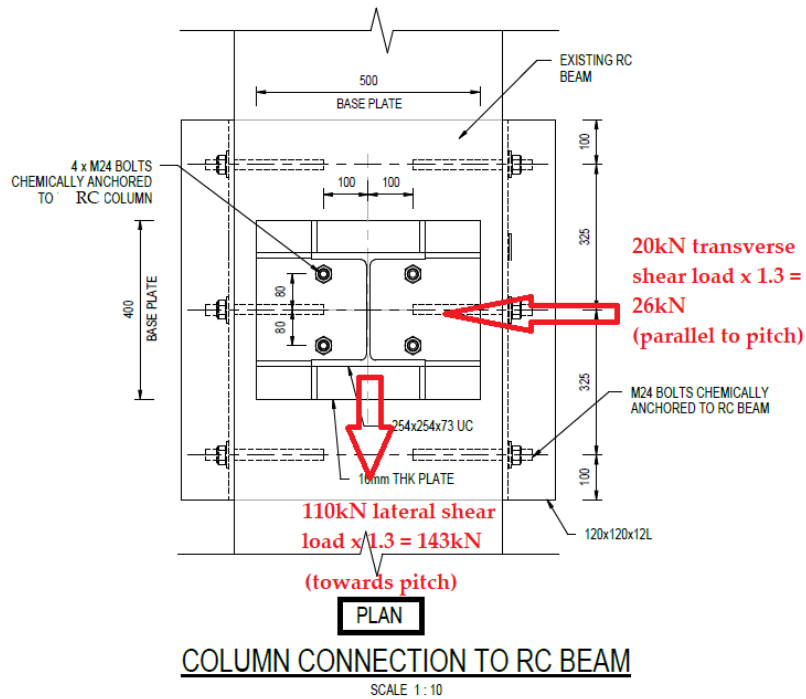 500
BASE PLATE
EXISTING RC
BEAM
100
4 x M24 BOLTS
CHEMICALLY ANCHORED
TO RC COLUMN
100 100
325
400
BASE PLATE
80
80
20kN transverse
shear load x 1.3 =
26kN
(parallel to pitch)
325
M24 BOLTS CHEMICALLY
ANCHORED TO RC BEAM
254x254x73 UC
16mm THK PLATE
100
110kN lateral shear
load x 1.3 = 143kN
(towards pitch)
120x120x12L
PLAN
COLUMN CONNECTION TO RC BEAM
SCALE 1 : 10